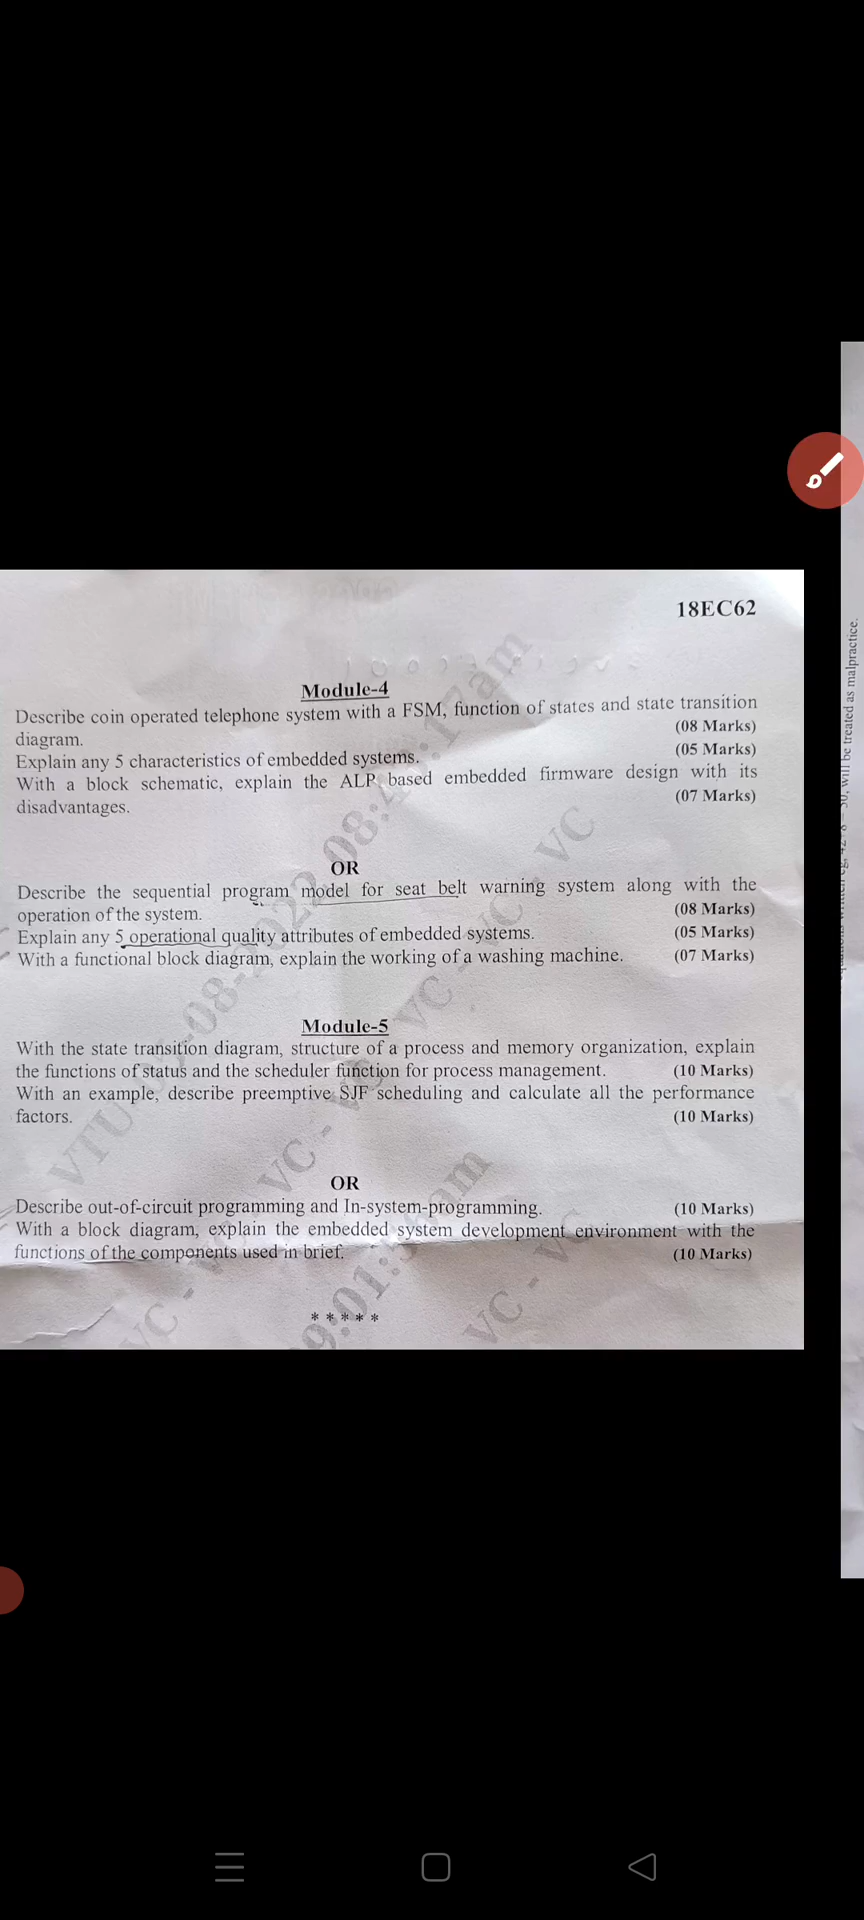 18EC62
Module-4
Describe coin operated telephone system with a FSM, function of states and state transition
diagram. (08 Marks)
Explain any 5 characteristics of embedded systems. (05 Marks)
With a block schematic, explain the ALP based embedded firmware design with its
disadvantages. (07 Marks)
OR
Describe the sequential program model for seat belt warning system along with the
operation of the system. (08 Marks)
Explain any 5 operational quality attributes of embedded systems. (05 Marks)
With a functional block diagram, explain the working of a washing machine. (07 Marks)
Module-5
With the state transition diagram, structure of a process and memory organization, explain
the functions of status and the scheduler function for process management. (10 Marks)
With an example, describe preemptive SJF scheduling and calculate all the performance
factors. (10 Marks)
OR
Describe out-of-circuit programming and In-system-programming. (10 Marks)
With a block diagram, explain the embedded system development environment with the
functions of the components used in brief. (10 Marks)
* * * * *
will be treated as malpractice.